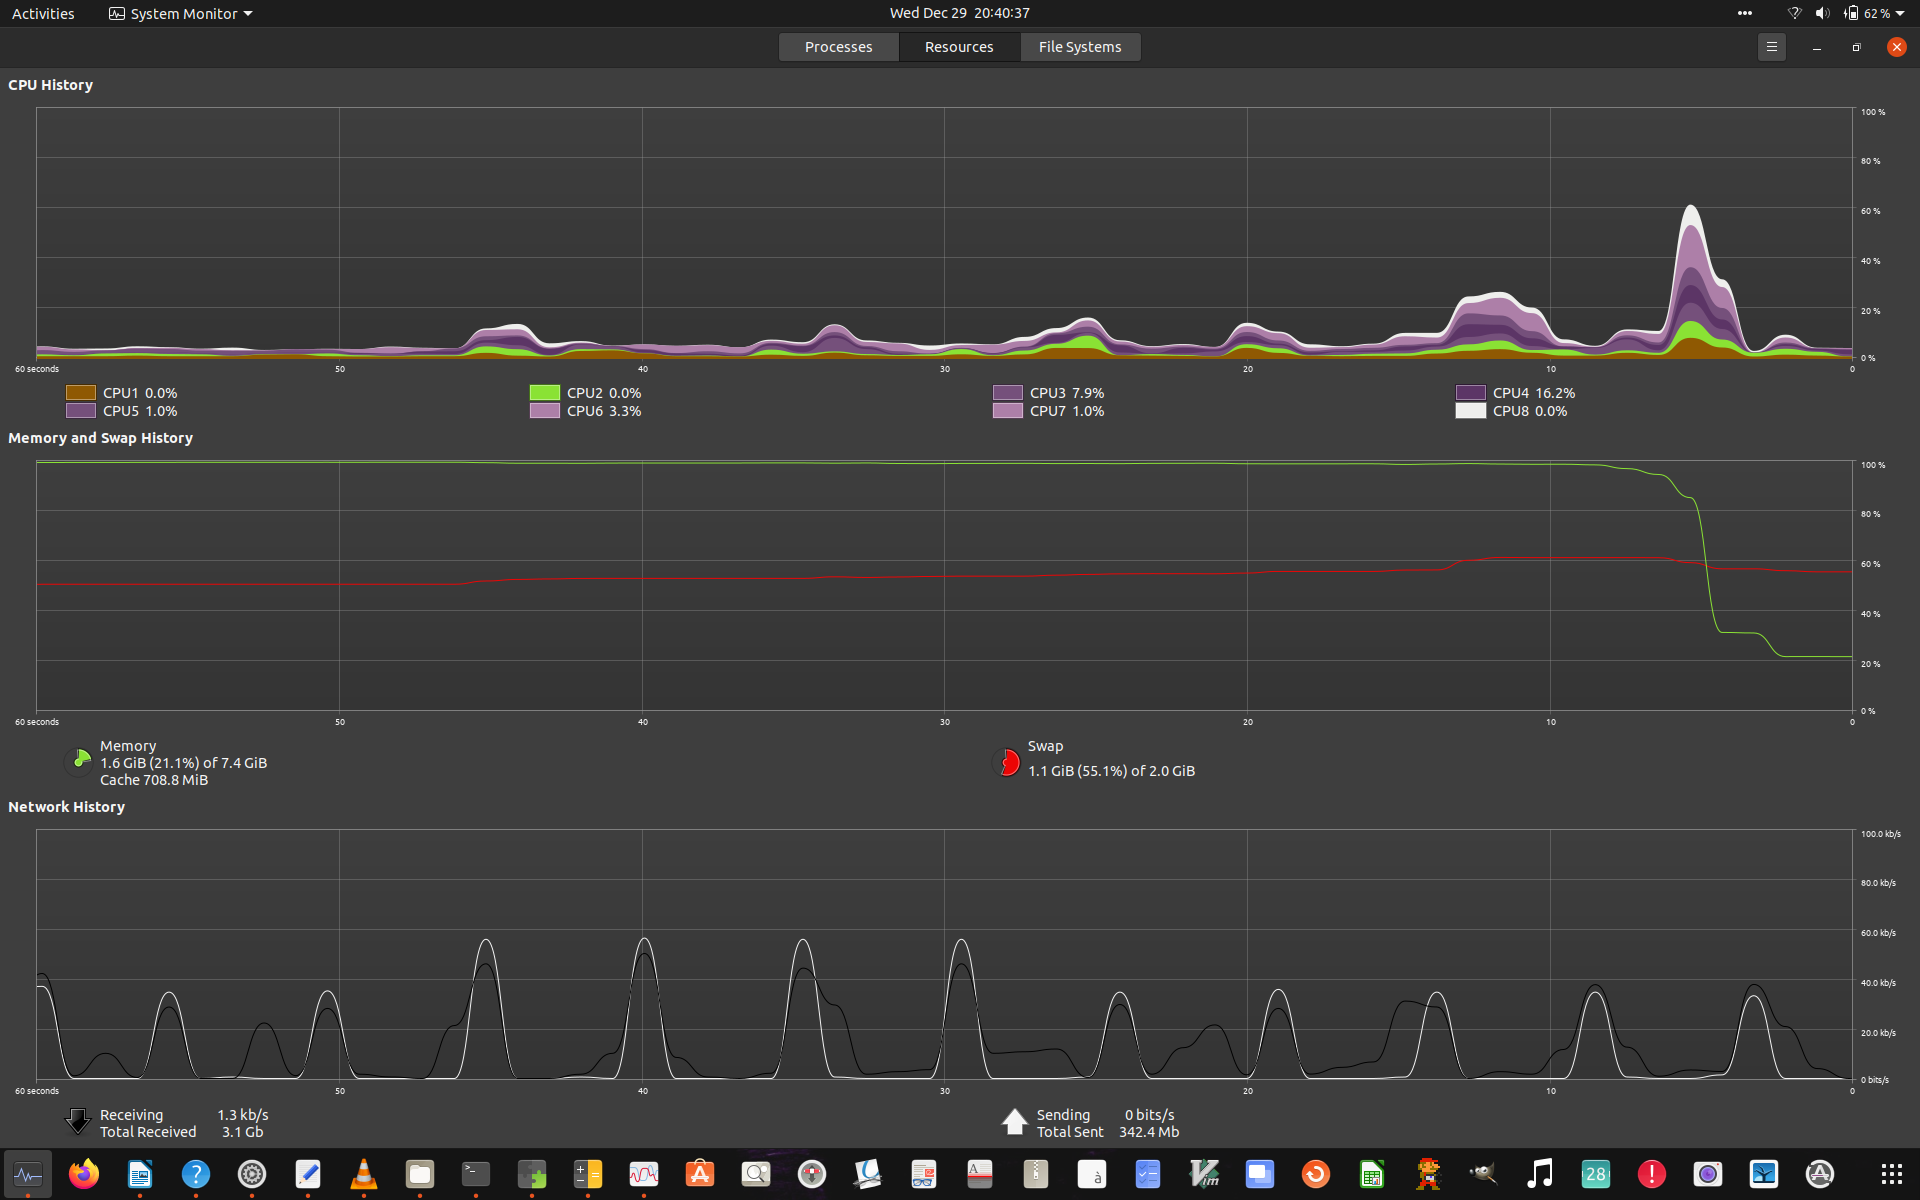 Activities
System Monitor
Wed Dec 29 20:40:37
62 %
Processes
Resources
File Systems
CPU History
100 %
80 %
60 %
40 %
20 %
0 %
60 seconds
50
40
30
20
10
0
CPU1 0.0%
CPU2 0.0%
CPU3 7.9%
CPU4 16.2%
CPU5 1.0%
CPU6 3.3%
CPU7 1.0%
CPU8 0.0%
Memory and Swap History
100 %
80 %
60 %
40 %
20 %
0 %
60 seconds
50
40
30
20
10
0
Memory
1.6 GiB (21.1%) of 7.4 GiB
Cache 708.8 MiB
Swap
1.1 GiB (55.1%) of 2.0 GiB
Network History
100.0 kb/s
80.0 kb/s
60.0 kb/s
40.0 kb/s
20.0 kb/s
0 bits/s
60 seconds
50
40
30
20
10
0
Receiving 1.3 kb/s
Total Received 3.1 Gb
Sending 0 bits/s
Total Sent 342.4 Mb
28